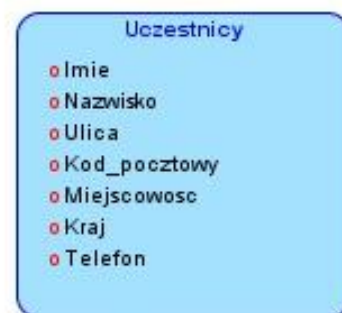 Uczestnicy
o Imie
o Nazwisko
o Ulica
o Kod_pocztowy
o Miejscowosc
o Kraj
o Telefon